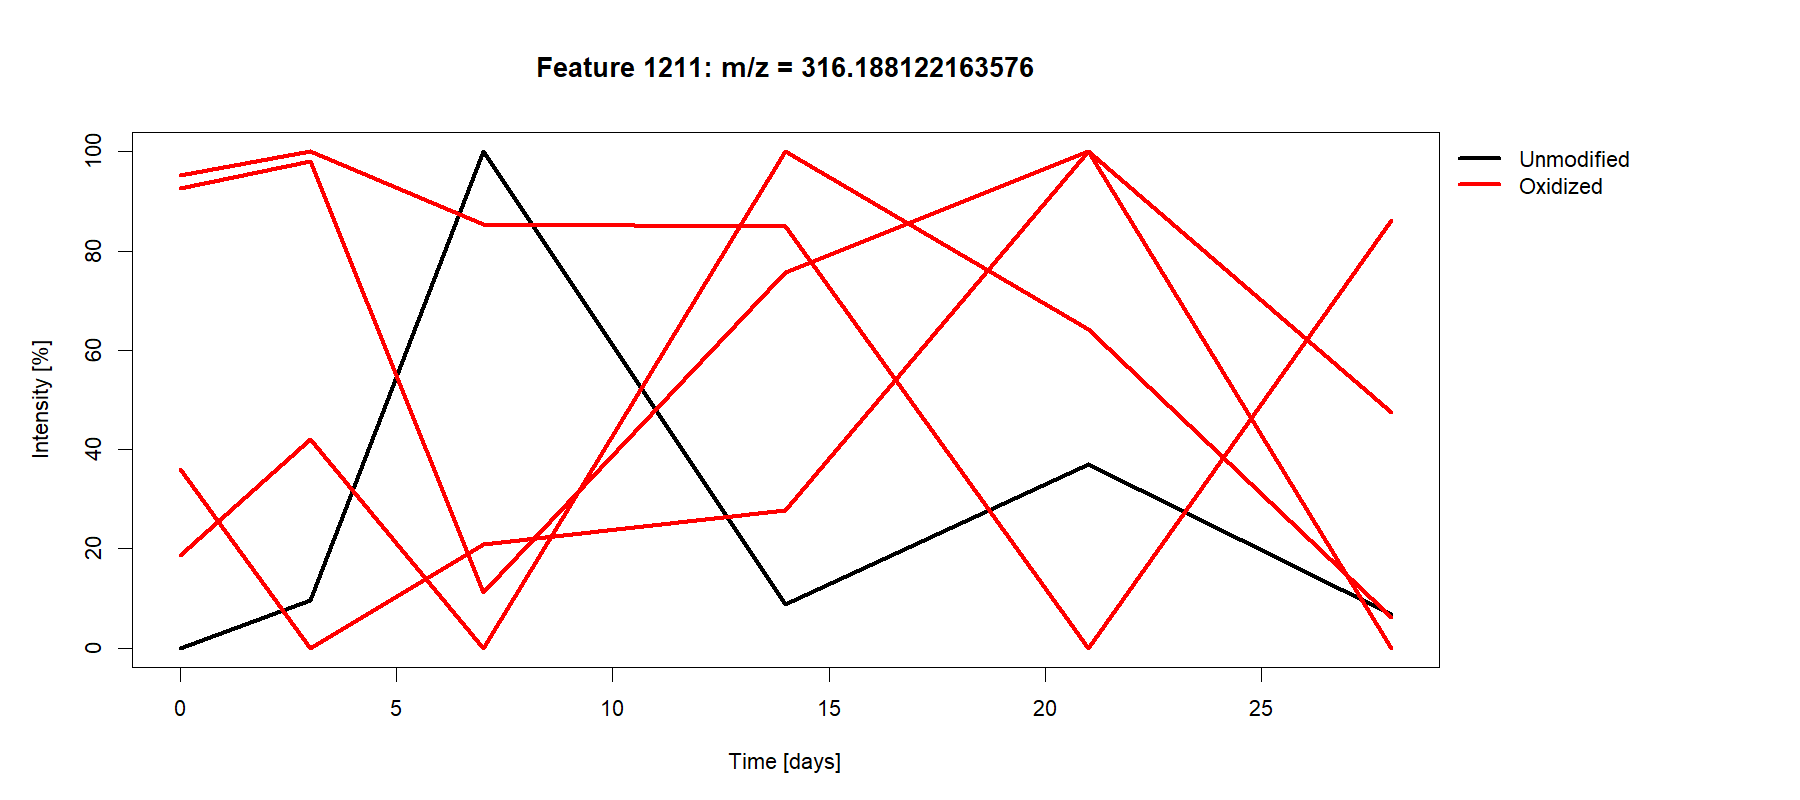 Feature 1211: m/z = 316.188122163576
Unmodified
Oxidized
Intensity [%]
100
80
60
40
20
0
0 5 10 15 20 25
Time [days]